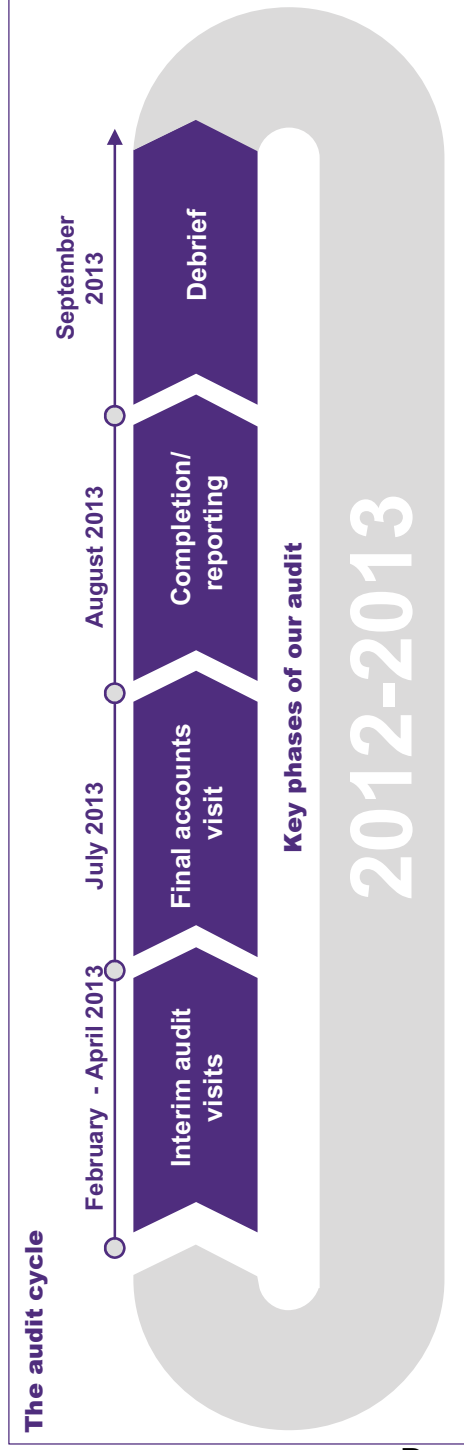 The audit cycle
February  - April 2013
July 2013
August 2013
September
2013
Interim audit
visits
Final accounts
visit
Completion/
reporting
Debrief
Key phases of our audit
2012-2013